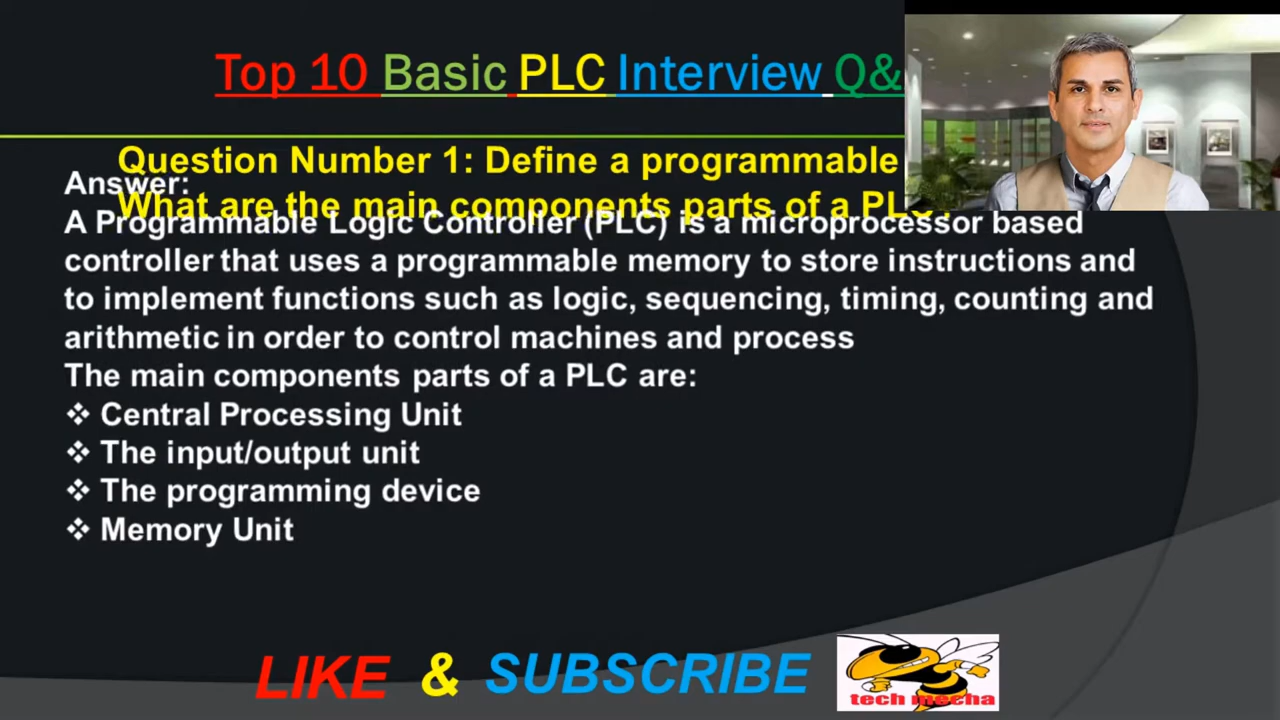 Top 10 Basic PLC Interview Q&
Question Number 1: Define a programmable
Answer:
What are the main components parts of a PLC.
A Programmable Logic Controller (PLC) is a microprocessor based
controller that uses a programmable memory to store instructions and
to implement functions such as logic, sequencing, timing, counting and
arithmetic in order to control machines and process
The main components parts of a PLC are:
❖ Central Processing Unit
❖ The input/output unit
❖ The programming device
❖ Memory Unit
LIKE & SUBSCRIBE
tech mecha